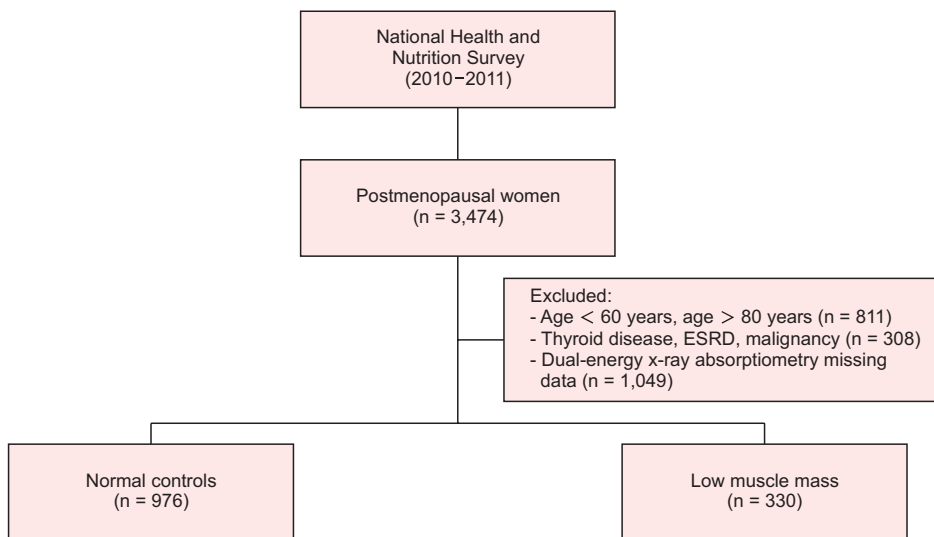 National Health and
Nutrition Survey
(2010−2011)
Postmenopausal women
(n = 3,474)
Excluded:
- Age < 60 years, age > 80 years (n = 811)
- Thyroid disease, ESRD, malignancy (n = 308)
- Dual-energy x-ray absorptiometry missing
data (n = 1,049)
Normal controls
(n = 976)
Low muscle mass
(n = 330)